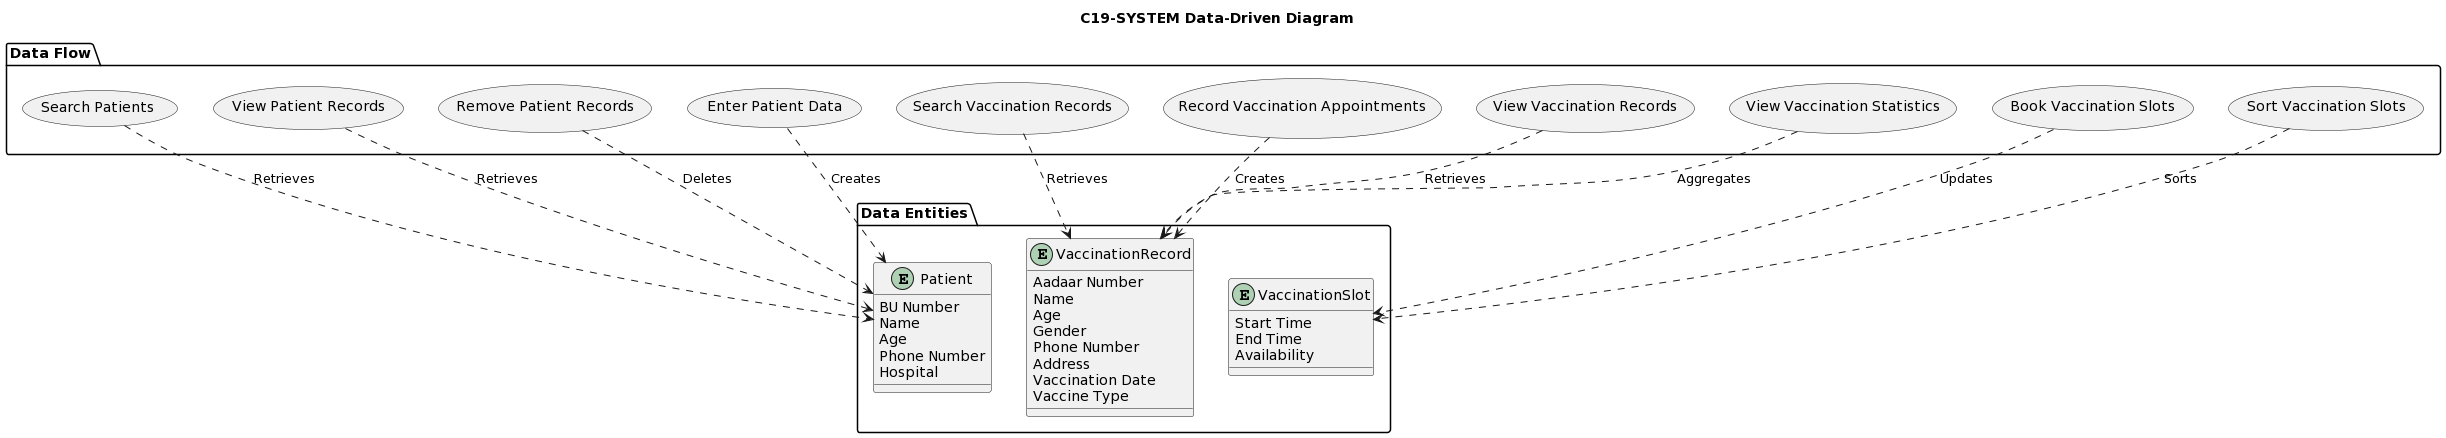 C19-SYSTEM Data-Driven Diagram
Data Flow
Search Patients
View Patient Records
Remove Patient Records
Enter Patient Data
Search Vaccination Records
Record Vaccination Appointments
View Vaccination Records
View Vaccination Statistics
Book Vaccination Slots
Sort Vaccination Slots
Retrieves
Retrieves
Deletes
Creates
Retrieves
Creates
Retrieves
Aggregates
Updates
Sorts
Data Entities
E Patient
BU Number
Name
Age
Phone Number
Hospital
E VaccinationRecord
Aadaar Number
Name
Age
Gender
Phone Number
Address
Vaccination Date
Vaccine Type
E VaccinationSlot
Start Time
End Time
Availability